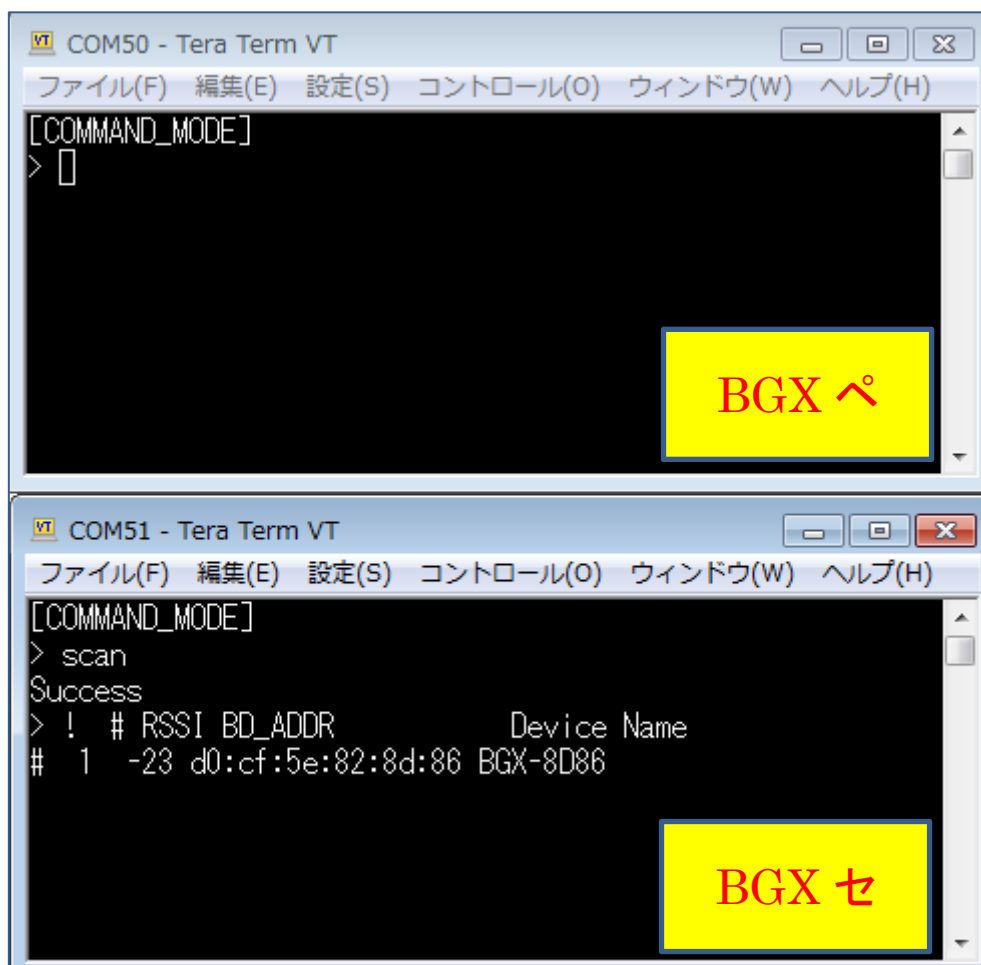 COM50 - Tera Term VT
ファイル(F) 編集(E) 設定(S) コントロール(O) ウィンドウ(W) ヘルプ(H)
[COMMAND_MODE]
>
BGX ペ
COM51 - Tera Term VT
ファイル(F) 編集(E) 設定(S) コントロール(O) ウィンドウ(W) ヘルプ(H)
[COMMAND_MODE]
> scan
Success
> ! # RSSI BD_ADDR Device Name
# 1 -23 d0:cf:5e:82:8d:86 BGX-8D86
BGX セ